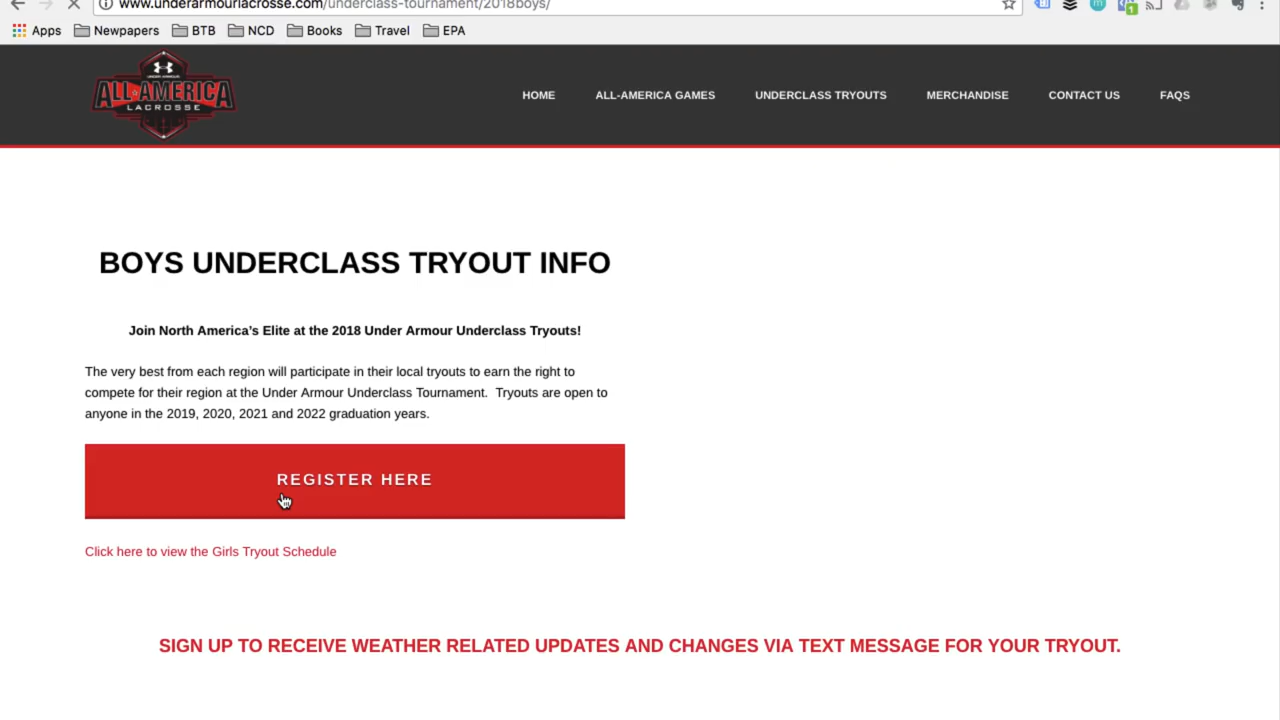 www.underarmourlacrosse.com/underclass-tournament/2018boys/
Apps Newpapers BTB NCD Books Travel EPA
UNDER ARMOUR
ALL-AMERICA
LACROSSE
HOME ALL-AMERICA GAMES UNDERCLASS TRYOUTS MERCHANDISE CONTACT US FAQS
BOYS UNDERCLASS TRYOUT INFO
Join North America’s Elite at the 2018 Under Armour Underclass Tryouts!
The very best from each region will participate in their local tryouts to earn the right to
compete for their region at the Under Armour Underclass Tournament.  Tryouts are open to
anyone in the 2019, 2020, 2021 and 2022 graduation years.
REGISTER HERE
Click here to view the Girls Tryout Schedule
SIGN UP TO RECEIVE WEATHER RELATED UPDATES AND CHANGES VIA TEXT MESSAGE FOR YOUR TRYOUT.